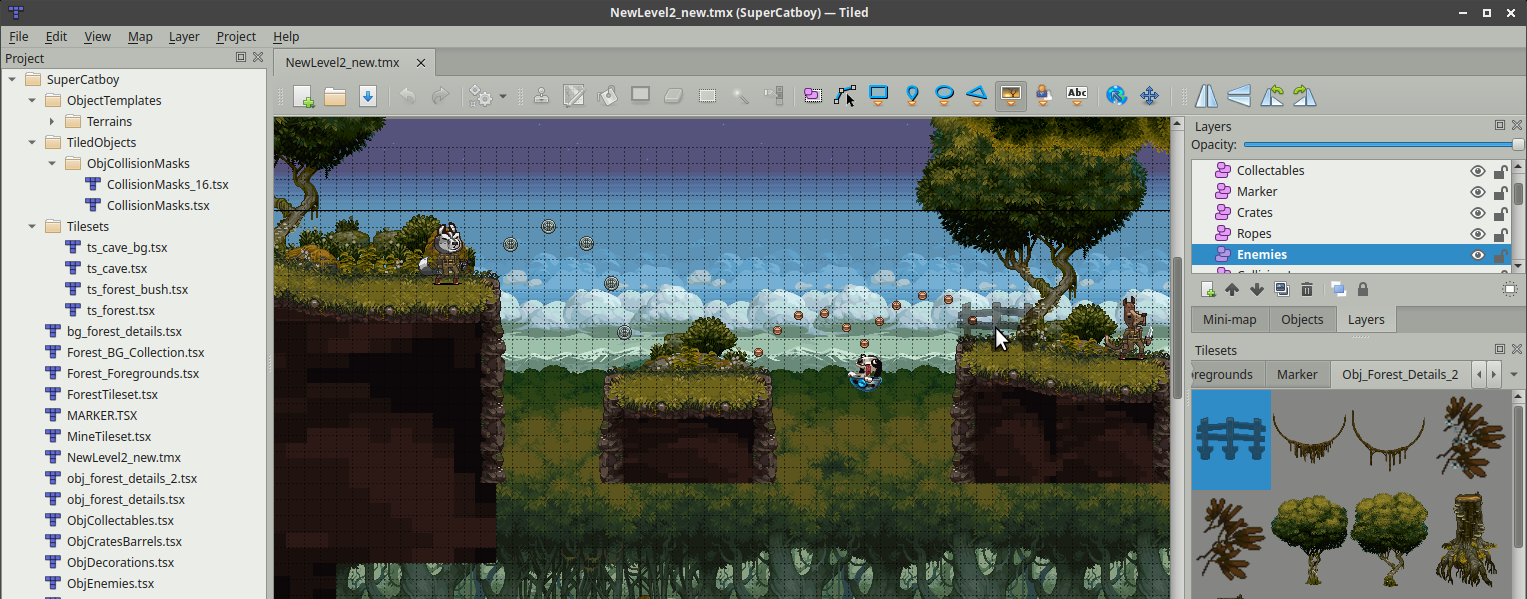 NewLevel2_new.tmx (SuperCatboy) — Tiled
File Edit View Map Layer Project Help
Project
SuperCatboy
ObjectTemplates
Terrains
TiledObjects
ObjCollisionMasks
CollisionMasks_16.tsx
CollisionMasks.tsx
Tilesets
ts_cave_bg.tsx
ts_cave.tsx
ts_forest_bush.tsx
ts_forest.tsx
bg_forest_details.tsx
Forest_BG_Collection.tsx
Forest_Foregrounds.tsx
ForestTileset.tsx
MARKER.TSX
MineTileset.tsx
NewLevel2_new.tmx
obj_forest_details_2.tsx
obj_forest_details.tsx
ObjCollectables.tsx
ObjCratesBarrels.tsx
ObjDecorations.tsx
ObjEnemies.tsx
NewLevel2_new.tmx
Abc
Layers
Opacity:
Collectables
Marker
Crates
Ropes
Enemies
Mini-map Objects Layers
Tilesets
regrounds Marker Obj_Forest_Details_2